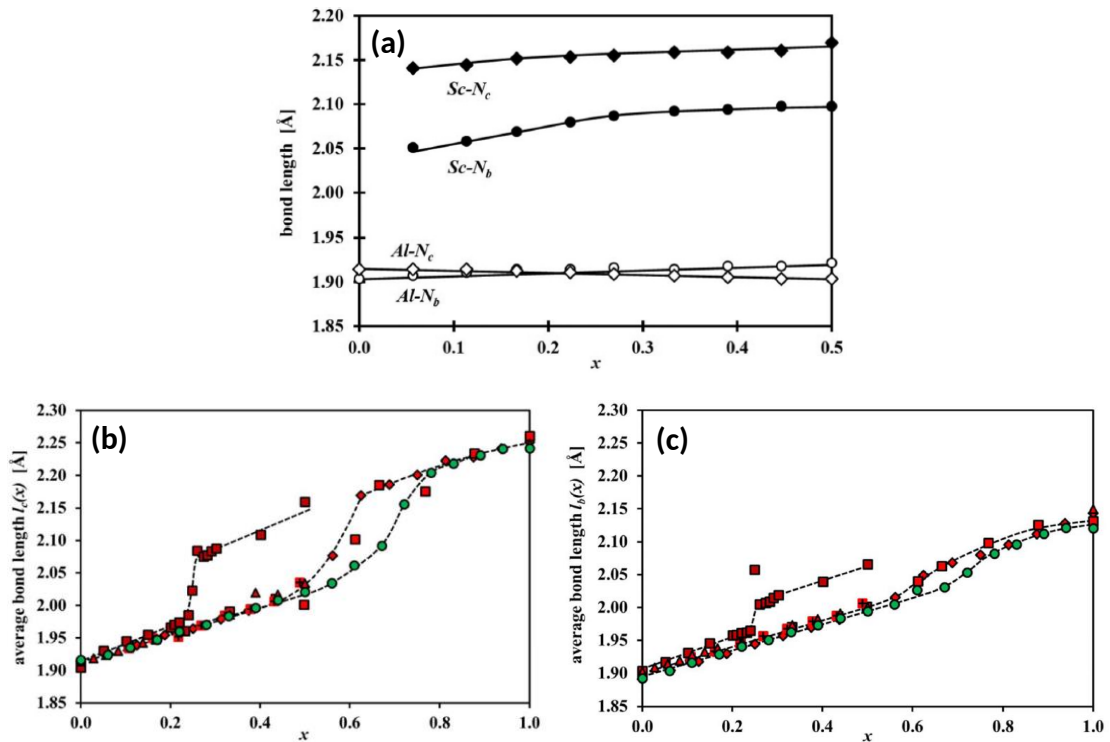 (a)
bond length [Å]
2.20
2.15
2.10
2.05
2.00
1.95
1.90
1.85
Sc-Nc
Sc-Nb
Al-Nc
Al-Nb
0.0 0.1 0.2 0.3 0.4 0.5
x
(b)
average bond length lc(x) [Å]
2.30
2.25
2.20
2.15
2.10
2.05
2.00
1.95
1.90
1.85
0.0 0.2 0.4 0.6 0.8 1.0
x
(c)
average bond length lb(x) [Å]
2.30
2.25
2.20
2.15
2.10
2.05
2.00
1.95
1.90
1.85
0.0 0.2 0.4 0.6 0.8 1.0
x